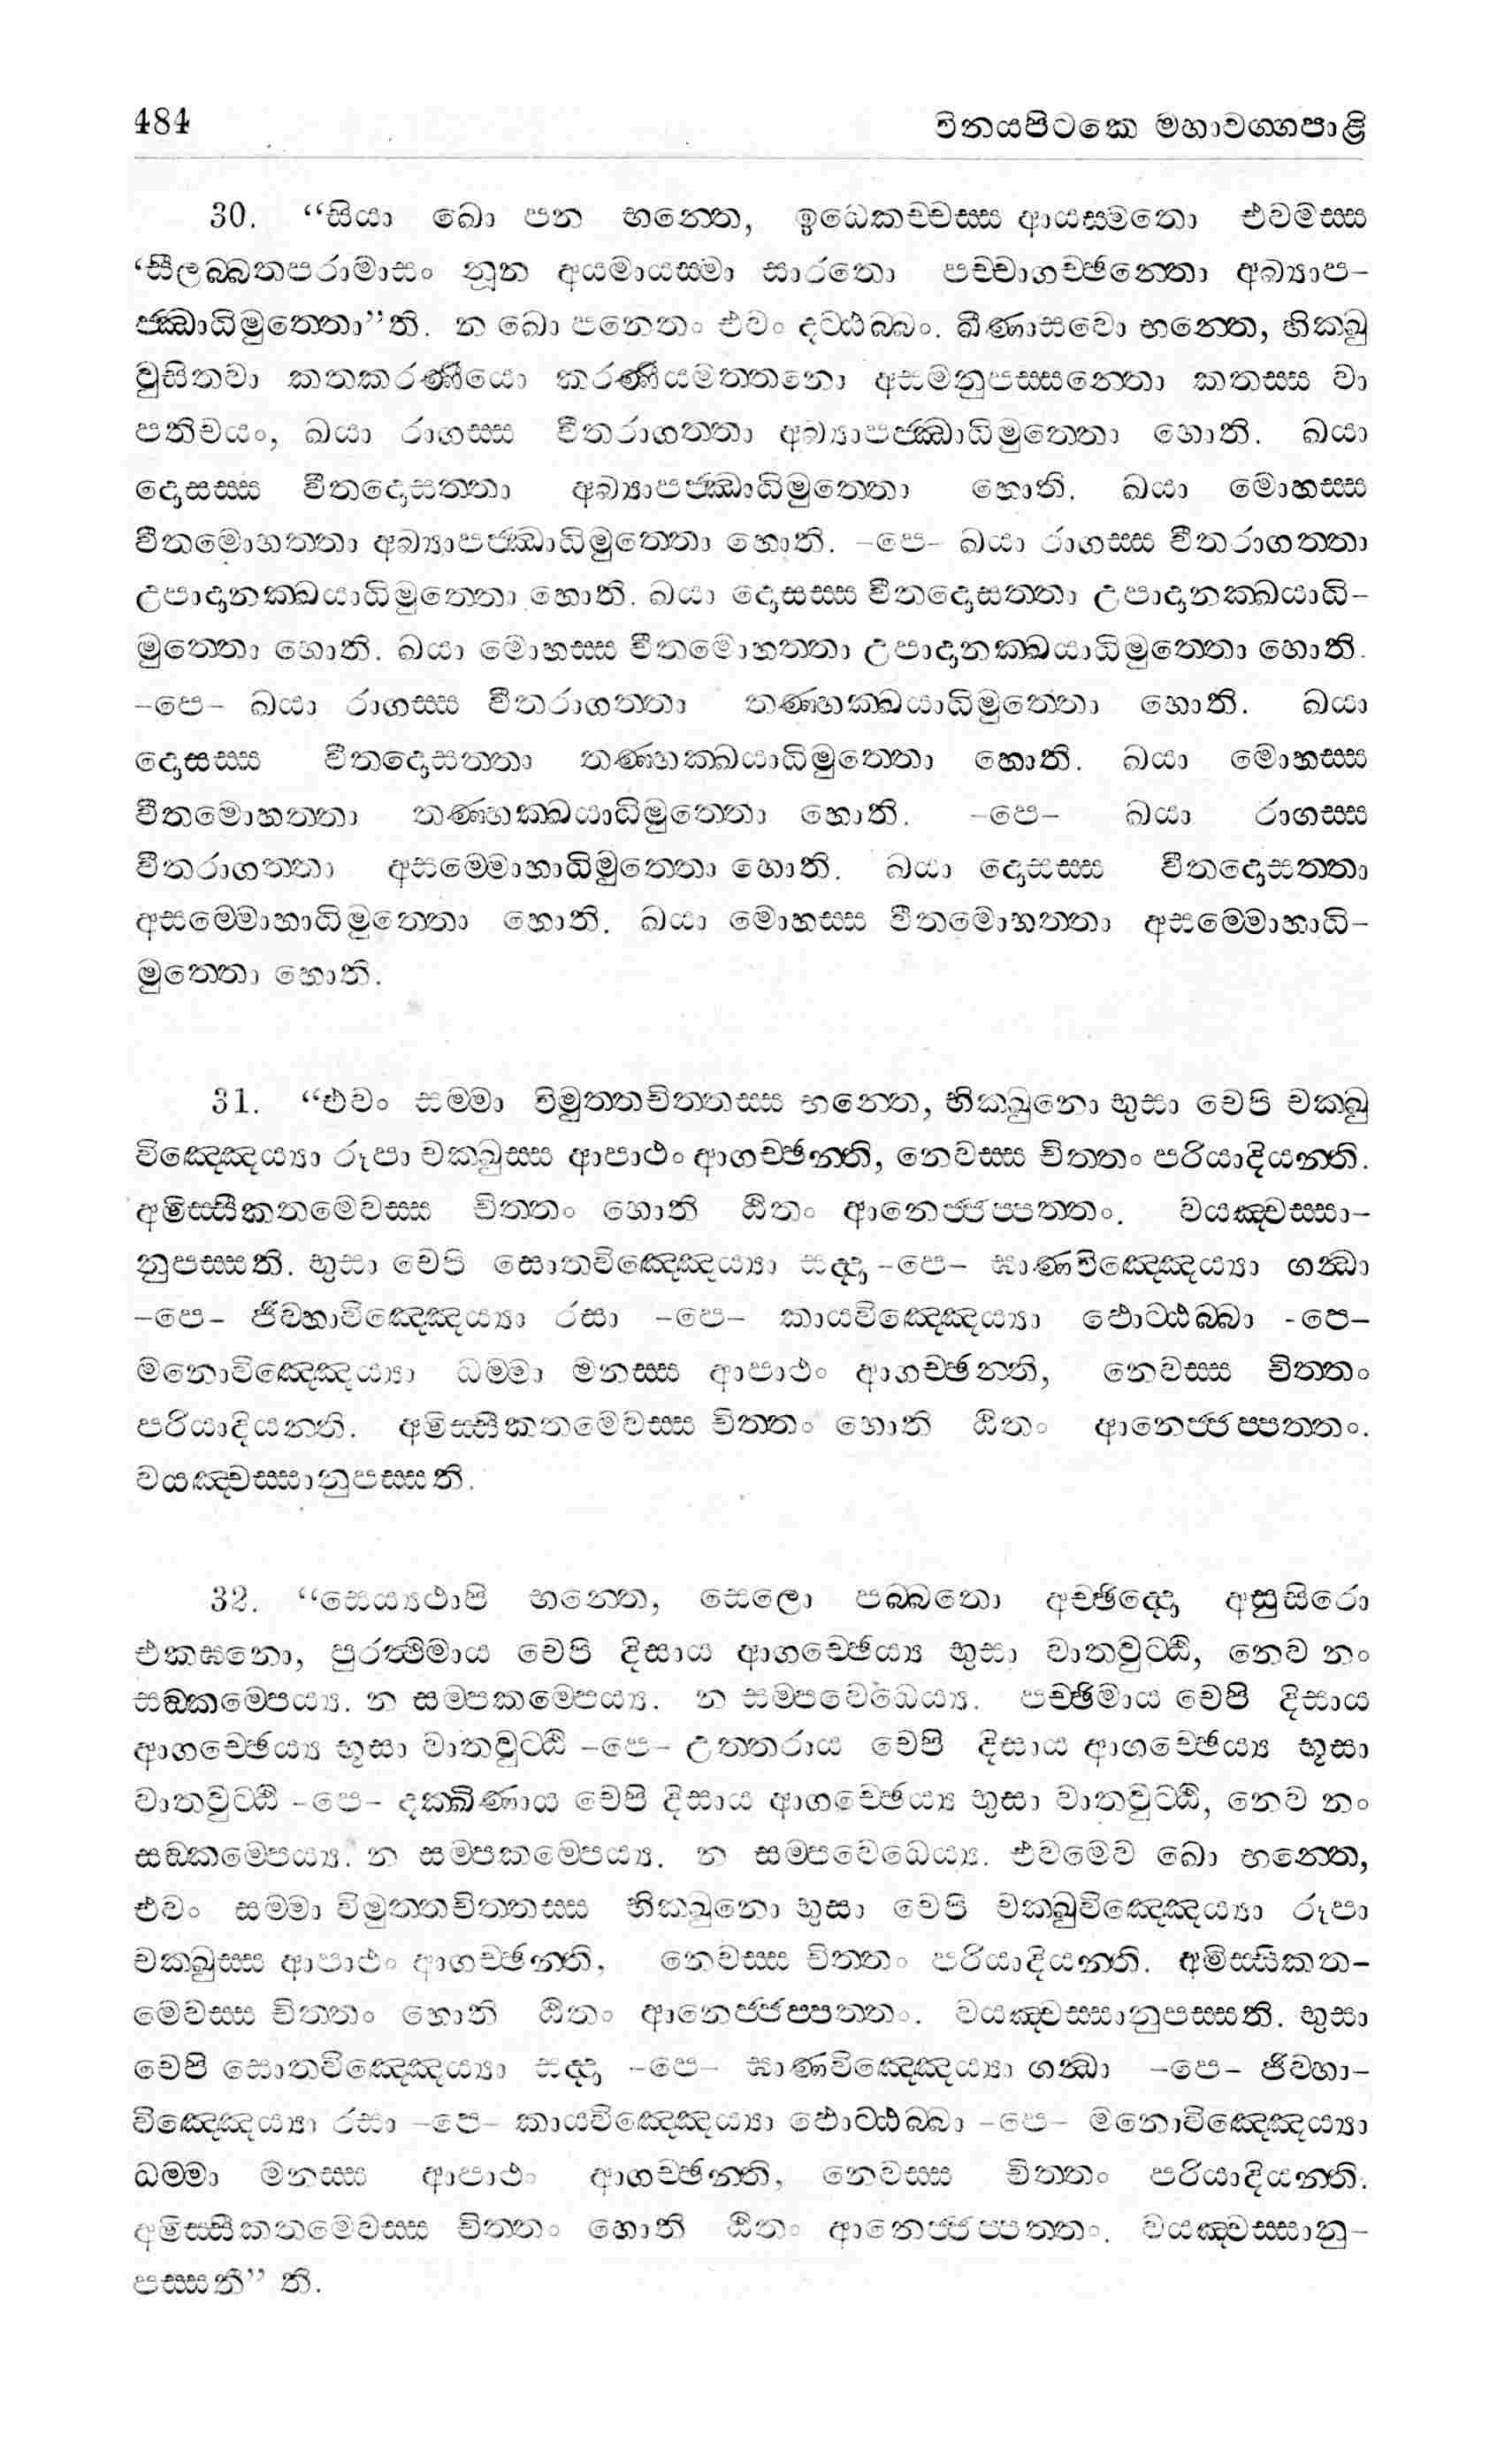 484 විනයපිටකෙ මහාවග්ගපාළි
30. “සියා ඛො පන භන්තෙ, ඉධෙකච්චස්ස ආයස්මතො එවමස්ස
‘සීලබ්බතපරාමාසං නූන අයමායස්මා සාරතො පච්චාගච්ඡන්තො අබ්‍යාප-
ජ්ඣාධිමුත්තො”ති. න ඛො පනෙතං එවං දට්ඨබ්බං. ඛීණාසවො භන්තෙ, භික්ඛු
වුසිතවා කතකරණීයො කරණීයමත්තනො අසමනුපස්සන්තො කතස්ස වා
පතිචයං, ඛයා රාගස්ස වීතරාගත්තා අබ්‍යාපජ්ඣාධිමුත්තො හොති. ඛයා
දොසස්ස වීතදොසත්තා අබ්‍යාපජ්ඣාධිමුත්තො හොති. ඛයා මොහස්ස
වීතමොහත්තා අබ්‍යාපජ්ඣාධිමුත්තො හොති. -පෙ- ඛයා රාගස්ස වීතරාගත්තා
උපාදානක්ඛයාධිමුත්තො හොති. ඛයා දොසස්ස වීතදොසත්තා උපාදානක්ඛයාධි-
මුත්තො හොති. ඛයා මොහස්ස වීතමොහත්තා උපාදානක්ඛයාධිමුත්තො හොති.
-පෙ- ඛයා රාගස්ස වීතරාගත්තා තණ්හක්ඛයාධිමුත්තො හොති. ඛයා
දොසස්ස වීතදොසත්තා තණ්හක්ඛයාධිමුත්තො හොති. ඛයා මොහස්ස
වීතමොහත්තා තණ්හක්ඛයාධිමුත්තො හොති. -පෙ- ඛයා රාගස්ස
වීතරාගත්තා අසම්මොහාධිමුත්තො හොති. ඛයා දොසස්ස වීතදොසත්තා
අසම්මොහාධිමුත්තො හොති. ඛයා මොහස්ස වීතමොහත්තා අසම්මොහාධි-
මුත්තො හොති.
31. “එවං සම්මා විමුත්තචිත්තස්ස භන්තෙ, භික්ඛුනො භුසා චෙපි චක්ඛු
විඤ්ඤෙය්‍යා රූපා චක්ඛුස්ස ආපාථං ආගච්ඡන්ති, නෙවස්ස චිත්තං පරියාදියන්ති.
අමිස්සීකතමෙවස්ස චිත්තං හොති ඨිතං ආනෙජ්ජප්පත්තං. වයඤ්චස්සා-
නුපස්සති. භුසා චෙපි සොතවිඤ්ඤෙය්‍යා සද්දා -පෙ- ඝාණවිඤ්ඤෙය්‍යා ගන්ධා
-පෙ- ජිව්හාවිඤ්ඤෙය්‍යා රසා -පෙ- කායවිඤ්ඤෙය්‍යා ඵොට්ඨබ්බා -පෙ-
මනොවිඤ්ඤෙය්‍යා ධම්මා මනස්ස ආපාථං ආගච්ඡන්ති, නෙවස්ස චිත්තං
පරියාදියන්ති. අමිස්සීකතමෙවස්ස චිත්තං හොති ඨිතං ආනෙජ්ජප්පත්තං.
වයඤ්චස්සානුපස්සති.
32. “සෙය්‍යථාපි භන්තෙ, සෙලො පබ්බතො අච්ඡිද්දො අසුසිරො
එකඝනො, පුරත්ථිමාය චෙපි දිසාය ආගච්ඡෙය්‍ය භුසා වාතවුට්ඨි, නෙව නං
සඞ්කම්පෙය්‍ය. න සම්පකම්පෙය්‍ය. න සම්පවෙධෙය්‍ය. පච්ඡිමාය චෙපි දිසාය
ආගච්ඡෙය්‍ය භූසා වාතවුට්ඨි -පෙ- උත්තරාය චෙපි දිසාය ආගච්ඡෙය්‍ය භූසා
වාතවුට්ඨි -පෙ- දක්ඛිණාය චෙපි දිසාය ආගච්ඡෙය්‍ය භුසා වාතවුට්ඨි, නෙව නං
සඞ්කම්පෙය්‍ය. න සම්පකම්පෙය්‍ය. න සම්පවෙධෙය්‍ය. එවමෙව ඛො භන්තෙ,
එවං සම්මා විමුත්තචිත්තස්ස භික්ඛුනො භුසා චෙපි චක්ඛුවිඤ්ඤෙය්‍යා රූපා
චක්ඛුස්ස ආපාථං ආගච්ඡන්ති, නෙවස්ස චිත්තං පරියාදියන්ති. අමිස්සිකත-
මෙවස්ස චිත්තං හොති ඨිතං ආනෙජ්ජප්පත්තං. වයඤ්චස්සානුපස්සති. භුසා
චෙපි සොතවිඤ්ඤෙය්‍යා සද්දා -පෙ- ඝාණවිඤ්ඤෙය්‍යා ගන්ධා -පෙ- ජිව්හා-
විඤ්ඤෙය්‍යා රසා -පෙ- කායවිඤ්ඤෙය්‍යා ඵොට්ඨබ්බා -පෙ- මනොවිඤ්ඤෙය්‍යා
ධම්මා මනස්ස ආපාථං ආගච්ඡන්ති, නෙවස්ස චිත්තං පරියාදියන්ති.
අමිස්සීකතමෙවස්ස චිත්තං හොති ඨිතං ආනෙජ්ජප්පත්තං. වයඤ්චස්සානු-
පස්සතී” ති.